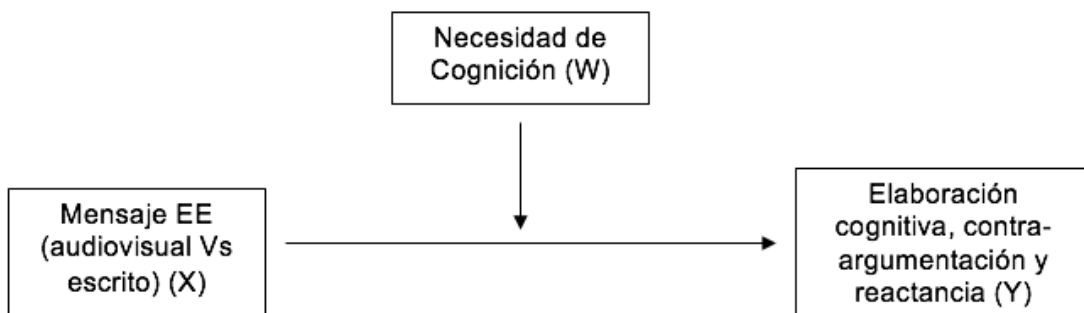 Necesidad de
Cognición (W)
Mensaje EE
(audiovisual Vs
escrito) (X)
Elaboración
cognitiva, contra-
argumentación y
reactancia (Y)